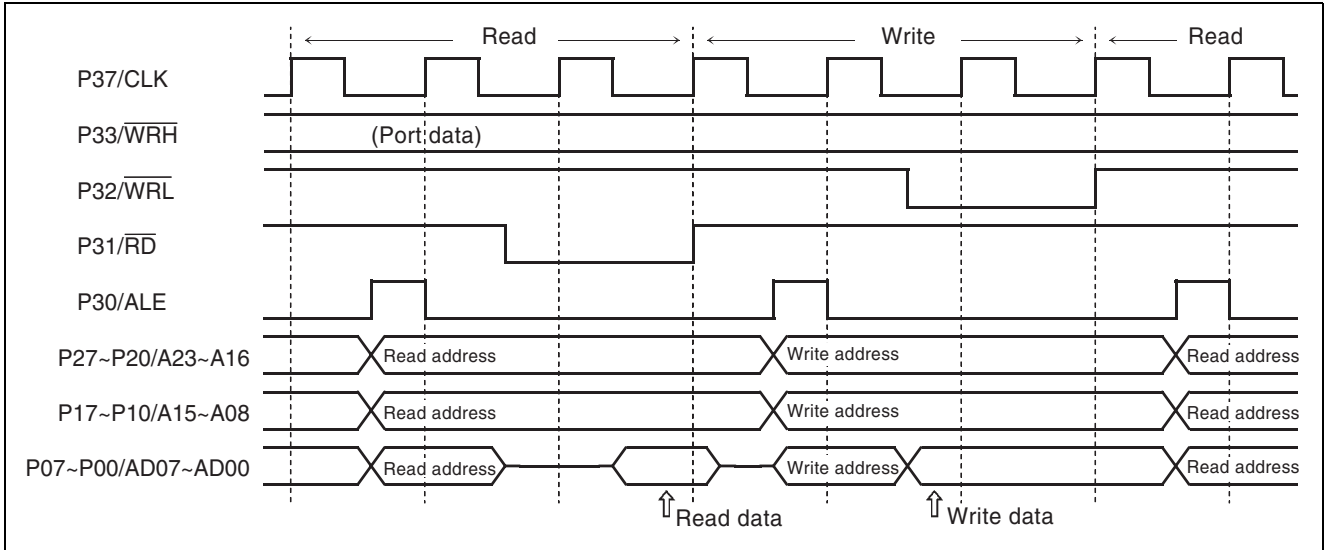 Read Write Read
P37/CLK
P33/WRH (Port data)
P32/WRL
P31/RD
P30/ALE
P27~P20/A23~A16 Read address Write address Read address
P17~P10/A15~A08 Read address Write address Read address
P07~P00/AD07~AD00 Read address Write address Read address
Read data Write data